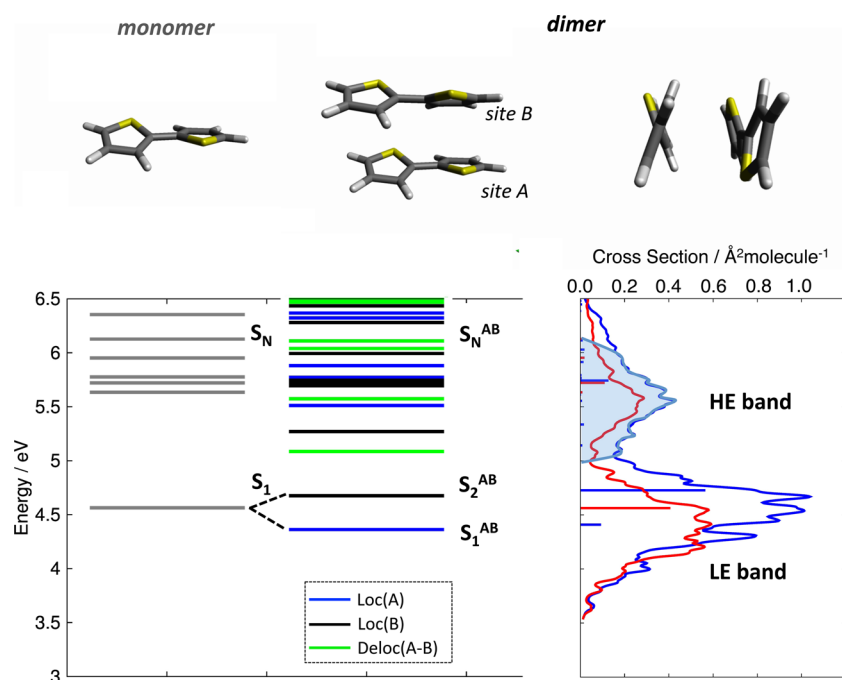 monomer
dimer
site B
site A
Cross Section / Å²molecule⁻¹
0.0 0.2 0.4 0.6 0.8 1.0
6.5
6
5.5
5
4.5
4
3.5
3
Energy / eV
S_N
S_1
S_N^AB
S_2^AB
S_1^AB
Loc(A)
Loc(B)
Deloc(A-B)
HE band
LE band